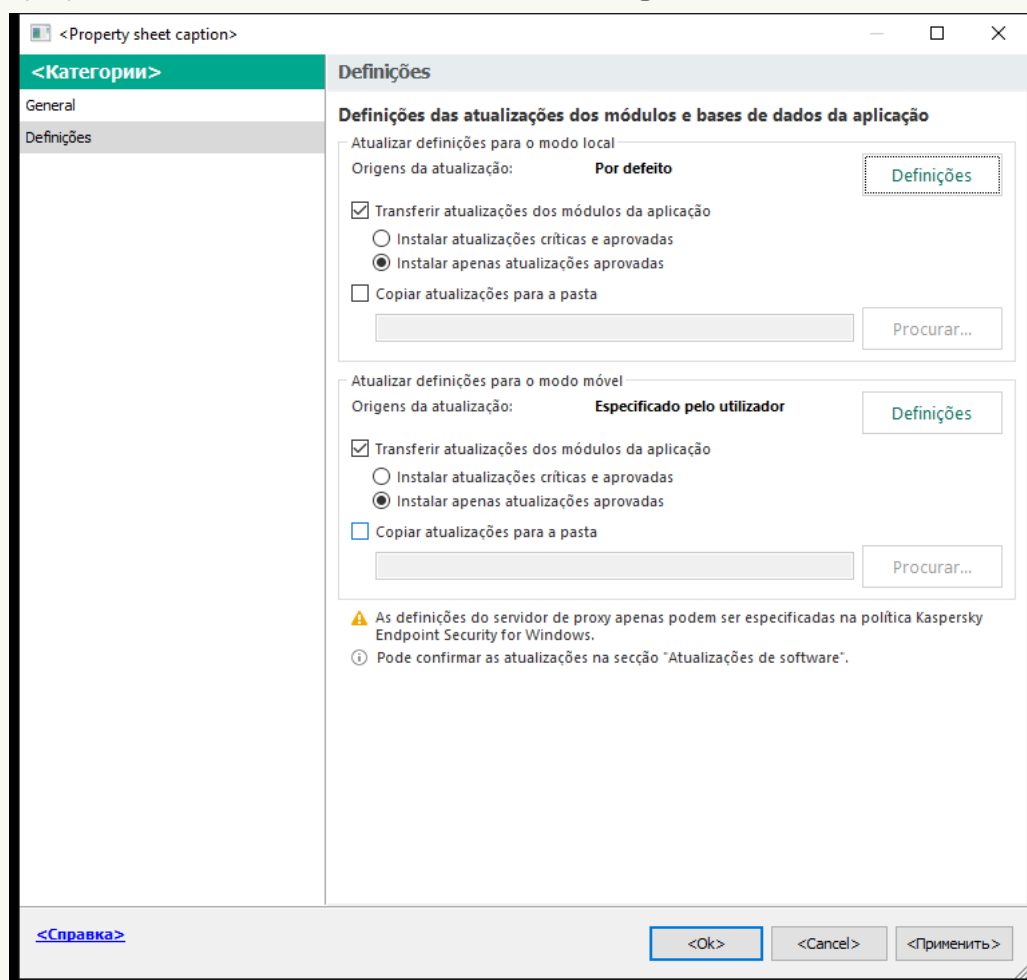 <Property sheet caption>
<Категории>
General
Definições
Definições
Definições das atualizações dos módulos e bases de dados da aplicação
Atualizar definições para o modo local
Origens da atualização: Por defeito
Definições
Transferir atualizações dos módulos da aplicação
Instalar atualizações críticas e aprovadas
Instalar apenas atualizações aprovadas
Copiar atualizações para a pasta
Procurar...
Atualizar definições para o modo móvel
Origens da atualização: Especificado pelo utilizador
Definições
Transferir atualizações dos módulos da aplicação
Instalar atualizações críticas e aprovadas
Instalar apenas atualizações aprovadas
Copiar atualizações para a pasta
Procurar...
As definições do servidor de proxy apenas podem ser especificadas na política Kaspersky
Endpoint Security for Windows.
Pode confirmar as atualizações na secção "Atualizações de software".
<Справка>
<Ok> <Cancel> <Применить>